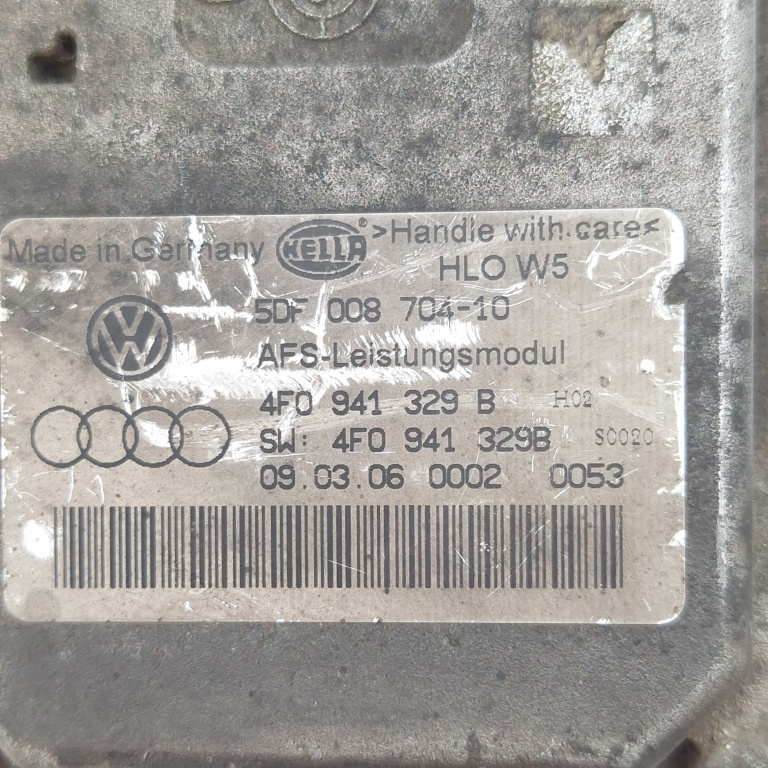 Made in Germany HELLA ® >Handle with care<
HLO W5
5DF 008 704-10
AFS-Leistungsmodul
4F0 941 329 B H02
SW: 4F0 941 329B S0020
09.03.06 0002 0053